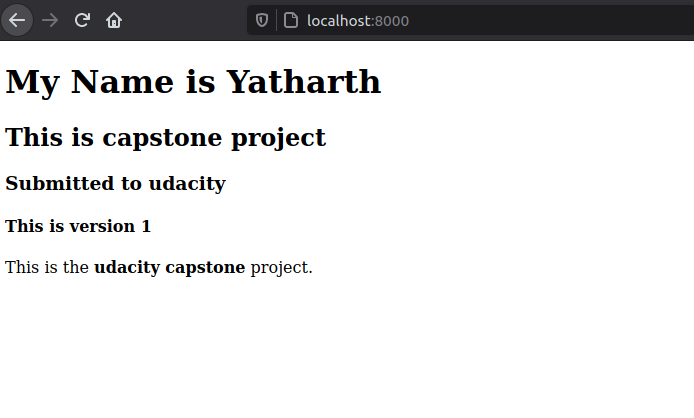 localhost:8000
My Name is Yatharth
This is capstone project
Submitted to udacity
This is version 1
This is the udacity capstone project.